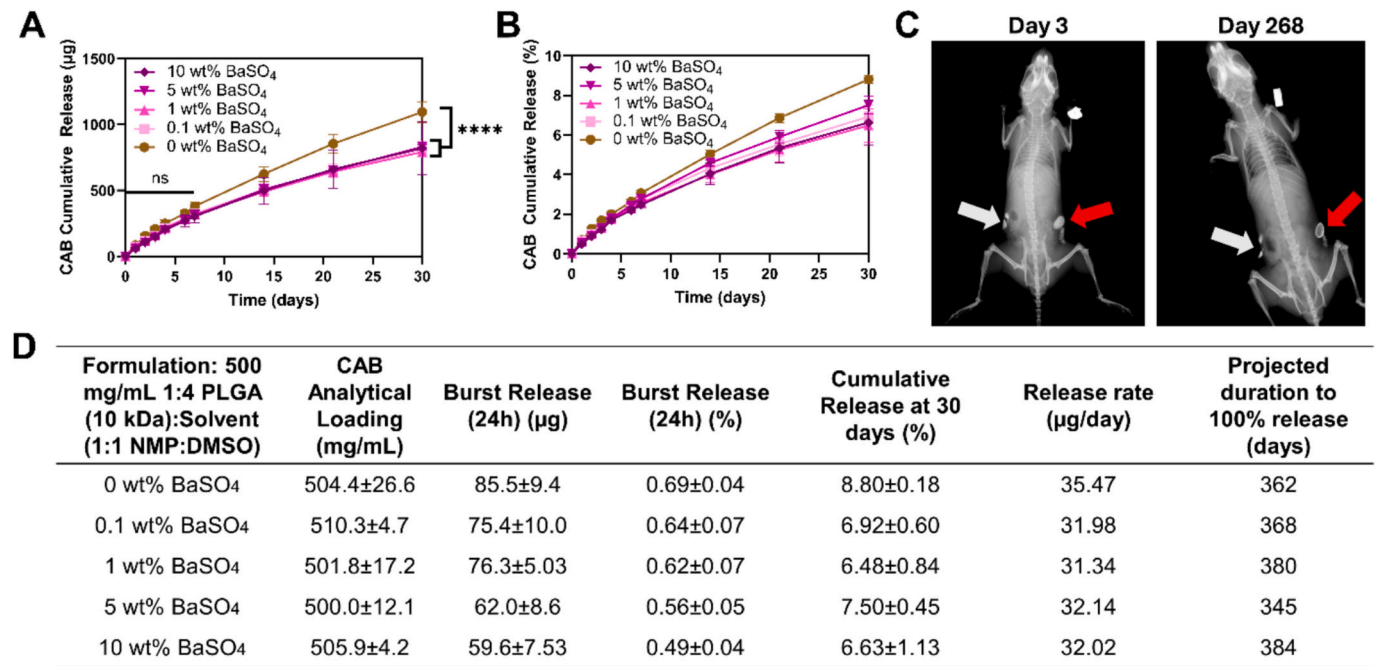 A
CAB Cumulative Release (µg)
1500
1000
500
0
10 wt% BaSO₄
5 wt% BaSO₄
1 wt% BaSO₄
0.1 wt% BaSO₄
0 wt% BaSO₄
****
ns
0 5 10 15 20 25 30
Time (days)
B
CAB Cumulative Release (%)
10
8
6
4
2
0
10 wt% BaSO₄
5 wt% BaSO₄
1 wt% BaSO₄
0.1 wt% BaSO₄
0 wt% BaSO₄
0 5 10 15 20 25 30
Time (days)
C
Day 3
Day 268
D
Formulation: 500
mg/mL 1:4 PLGA
(10 kDa):Solvent
(1:1 NMP:DMSO)
CAB
Analytical
Loading
(mg/mL)
Burst Release
(24h) (µg)
Burst Release
(24h) (%)
Cumulative
Release at 30
days (%)
Release rate
(µg/day)
Projected
duration to
100% release
(days)
0 wt% BaSO₄ 504.4±26.6 85.5±9.4 0.69±0.04 8.80±0.18 35.47 362
0.1 wt% BaSO₄ 510.3±4.7 75.4±10.0 0.64±0.07 6.92±0.60 31.98 368
1 wt% BaSO₄ 501.8±17.2 76.3±5.03 0.62±0.07 6.48±0.84 31.34 380
5 wt% BaSO₄ 500.0±12.1 62.0±8.6 0.56±0.05 7.50±0.45 32.14 345
10 wt% BaSO₄ 505.9±4.2 59.6±7.53 0.49±0.04 6.63±1.13 32.02 384